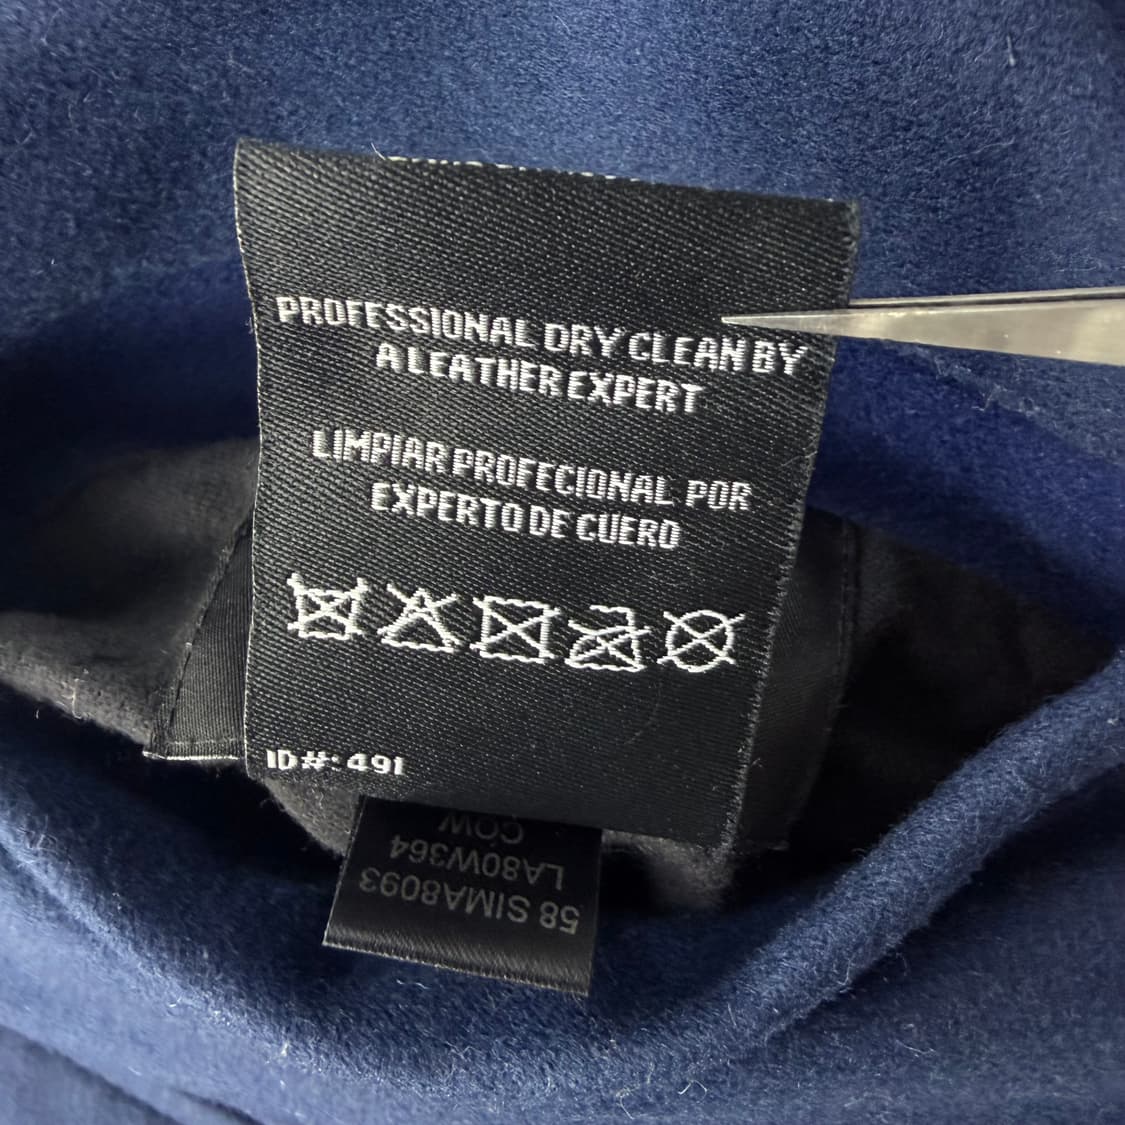 PROFESSIONAL DRY CLEAN BY
A LEATHER EXPERT
LIMPIAR PROFECIONAL POR
EXPERTO DE CUERO
ID#: 491
58 SIMA8093
LA80W364
COW